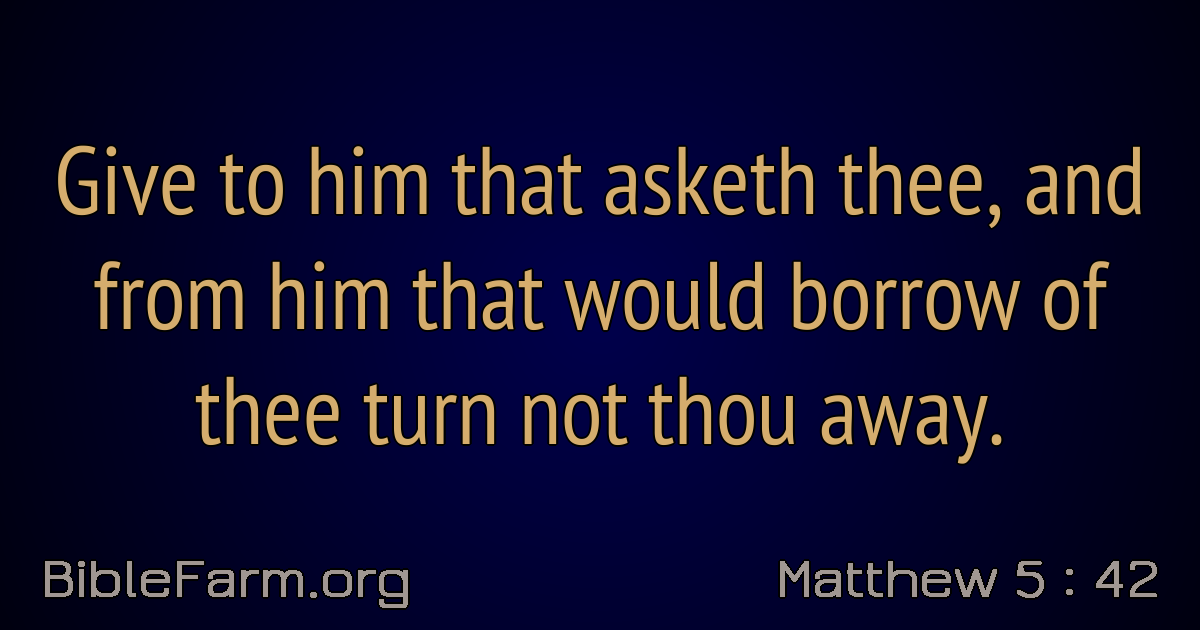 Give to him that asketh thee, and
from him that would borrow of
thee turn not thou away.
BibleFarm.org
Matthew 5 : 42